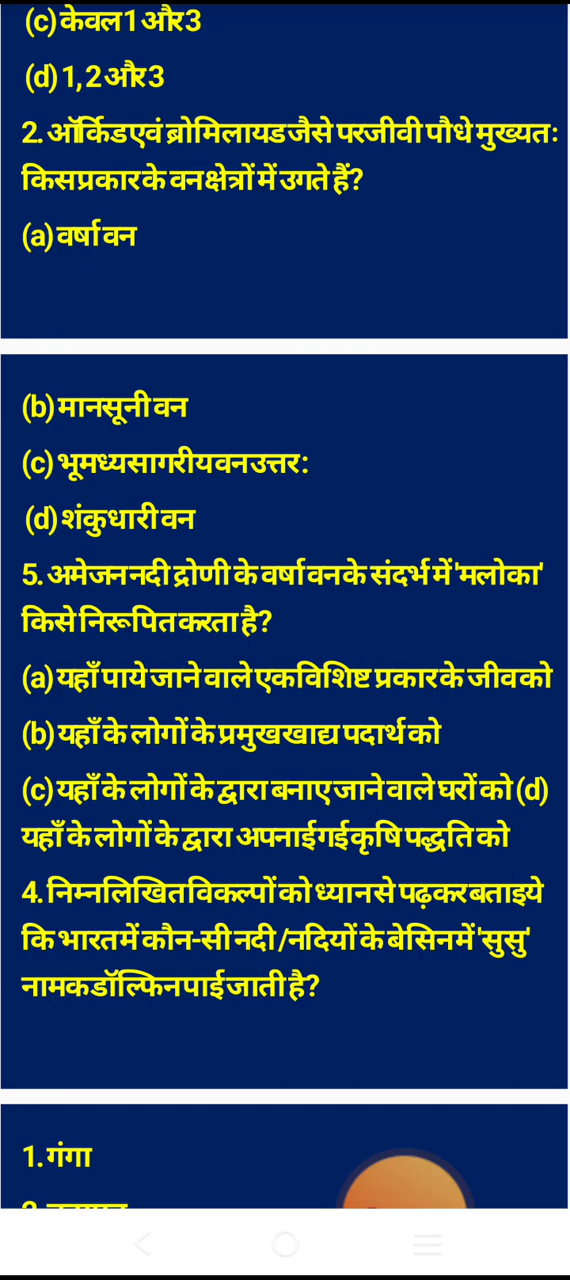 (c) केवल 1 और 3
(d) 1, 2 और 3
2. ऑर्किड एवं ब्रोमिलायड जैसे परजीवी पौधे मुख्यतः
किस प्रकार के वन क्षेत्रों में उगते हैं?
(a) वर्षा वन
(b) मानसूनी वन
(c) भूमध्यसागरीय वन उत्तर:
(d) शंकुधारी वन
5. अमेजन नदी द्रोणी के वर्षा वन के संदर्भ में 'मलोका'
किसे निरूपित करता है?
(a) यहाँ पाये जाने वाले एक विशिष्ट प्रकार के जीव को
(b) यहाँ के लोगों के प्रमुख खाद्य पदार्थ को
(c) यहाँ के लोगों के द्वारा बनाए जाने वाले घरों को (d)
यहाँ के लोगों के द्वारा अपनाई गई कृषि पद्धति को
4. निम्नलिखित विकल्पों को ध्यान से पढ़कर बताइये
कि भारत में कौन-सी नदी /नदियों के बेसिन में 'सुसु'
नामक डॉल्फिन पाई जाती है?
1. गंगा